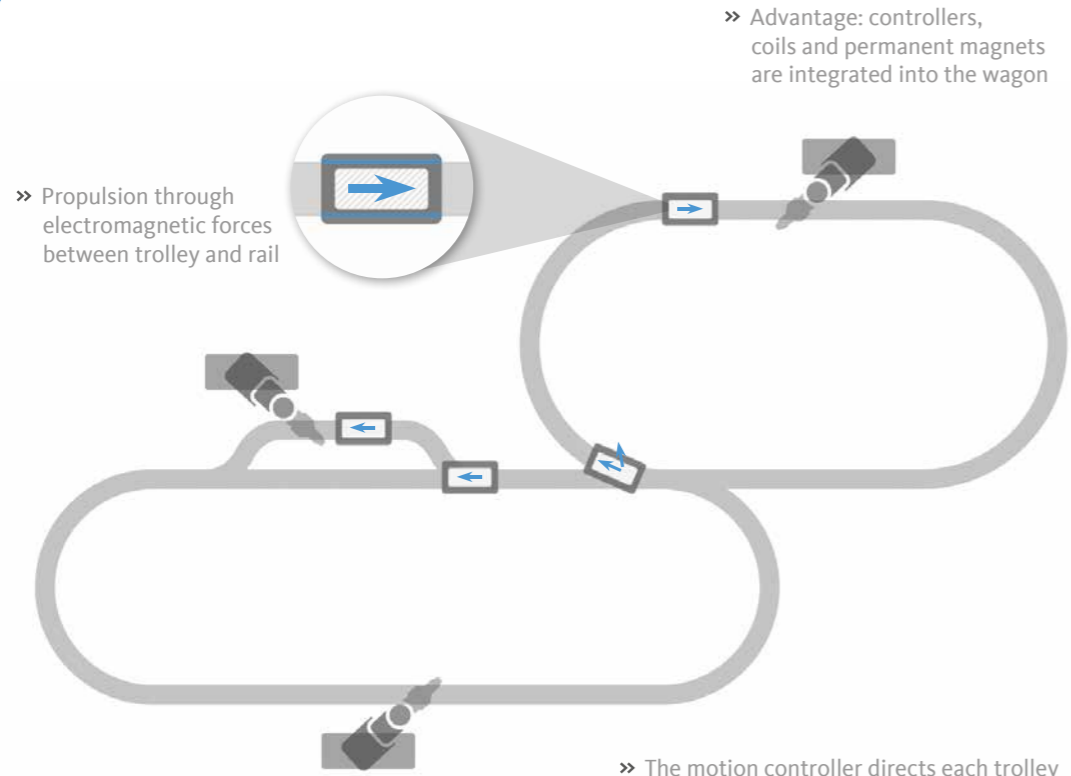 » Advantage: controllers,
coils and permanent magnets
are integrated into the wagon
» Propulsion through
electromagnetic forces
between trolley and rail
» The motion controller directs each trolley